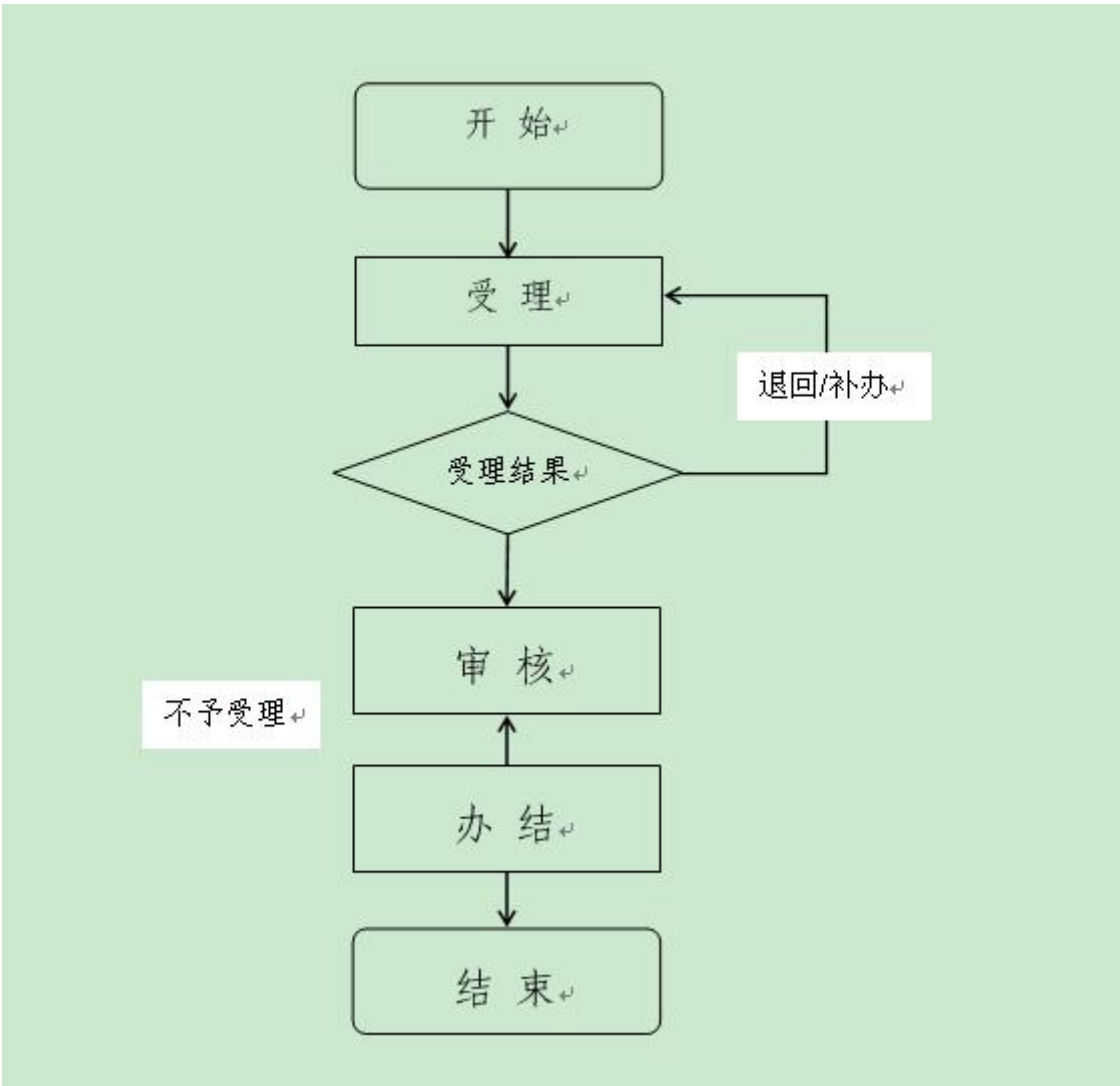 开 始
受 理
退回/补办
受理结果
审 核
不予受理
办 结
结 束